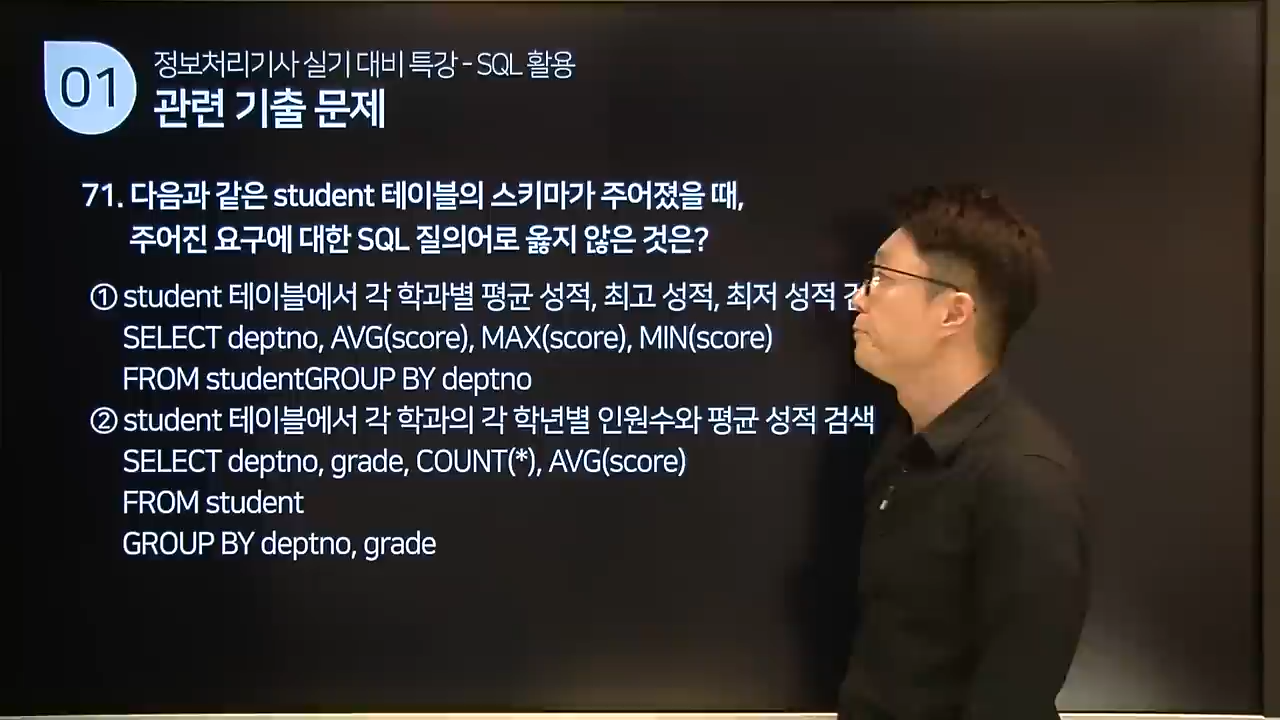 01
정보처리기사 실기 대비 특강 - SQL 활용
관련 기출 문제
71. 다음과 같은 student 테이블의 스키마가 주어졌을 때,
주어진 요구에 대한 SQL 질의어로 옳지 않은 것은?
① student 테이블에서 각 학과별 평균 성적, 최고 성적, 최저 성적
SELECT deptno, AVG(score), MAX(score), MIN(score)
FROM studentGROUP BY deptno
② student 테이블에서 각 학과의 각 학년별 인원수와 평균 성적 검색
SELECT deptno, grade, COUNT(*), AVG(score)
FROM student
GROUP BY deptno, grade